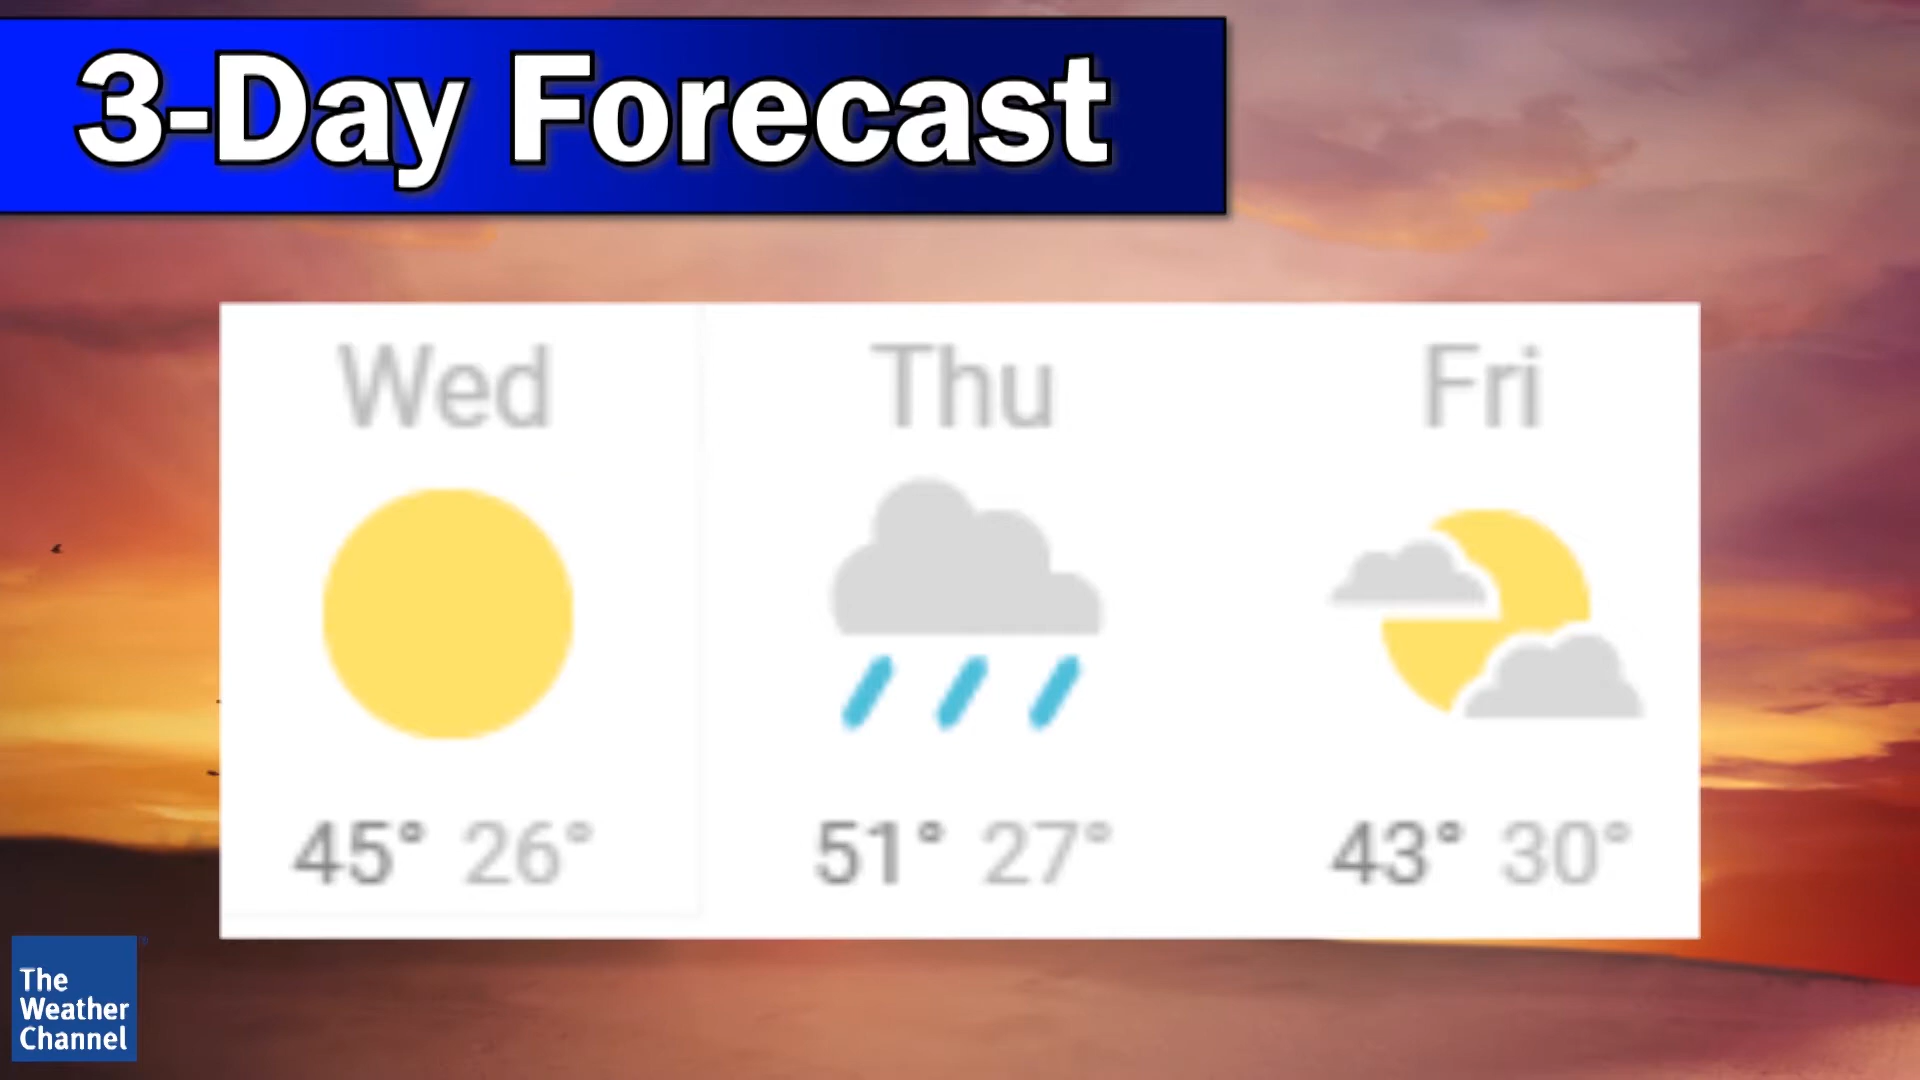 3-Day Forecast
Wed Thu Fri
45° 26° 51° 27° 43° 30°
The
Weather
Channel